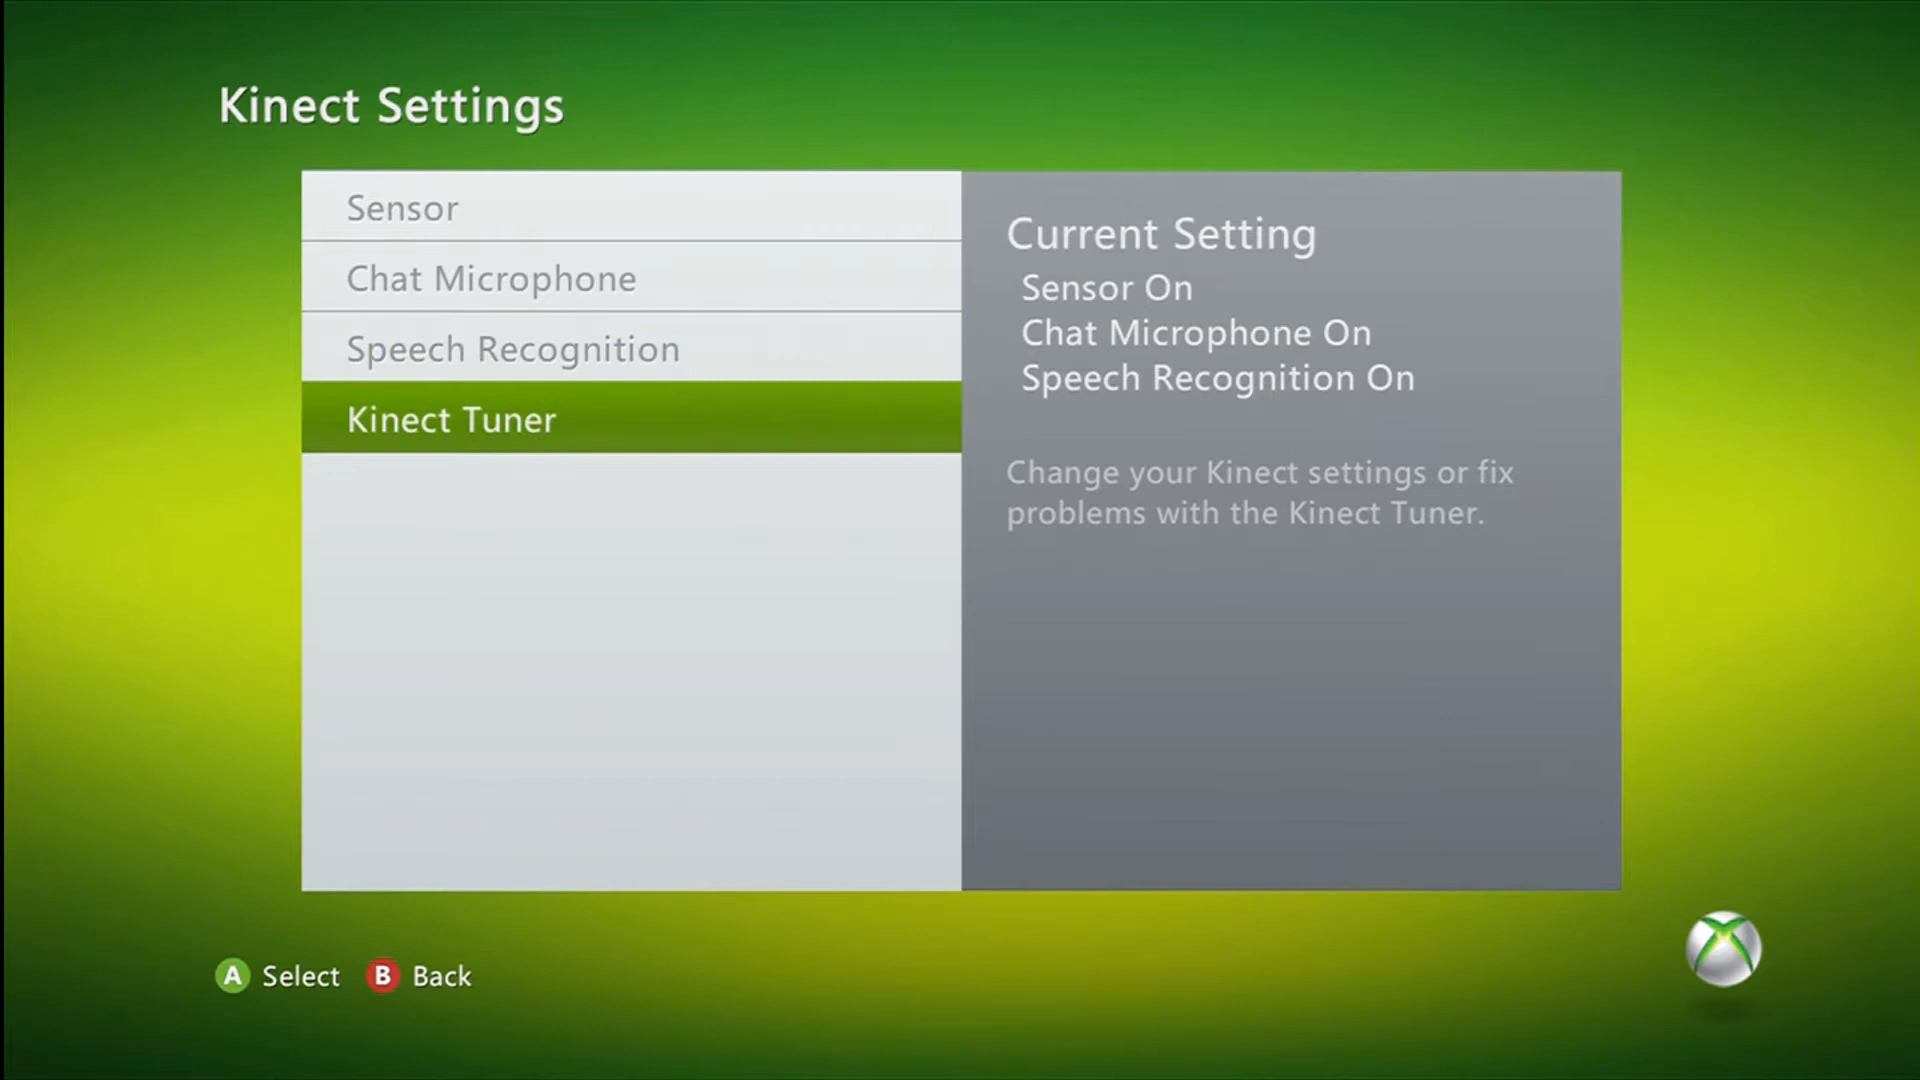 Kinect Settings
Sensor
Chat Microphone
Speech Recognition
Kinect Tuner
Current Setting
Sensor On
Chat Microphone On
Speech Recognition On
Change your Kinect settings or fix
problems with the Kinect Tuner.
A Select B Back